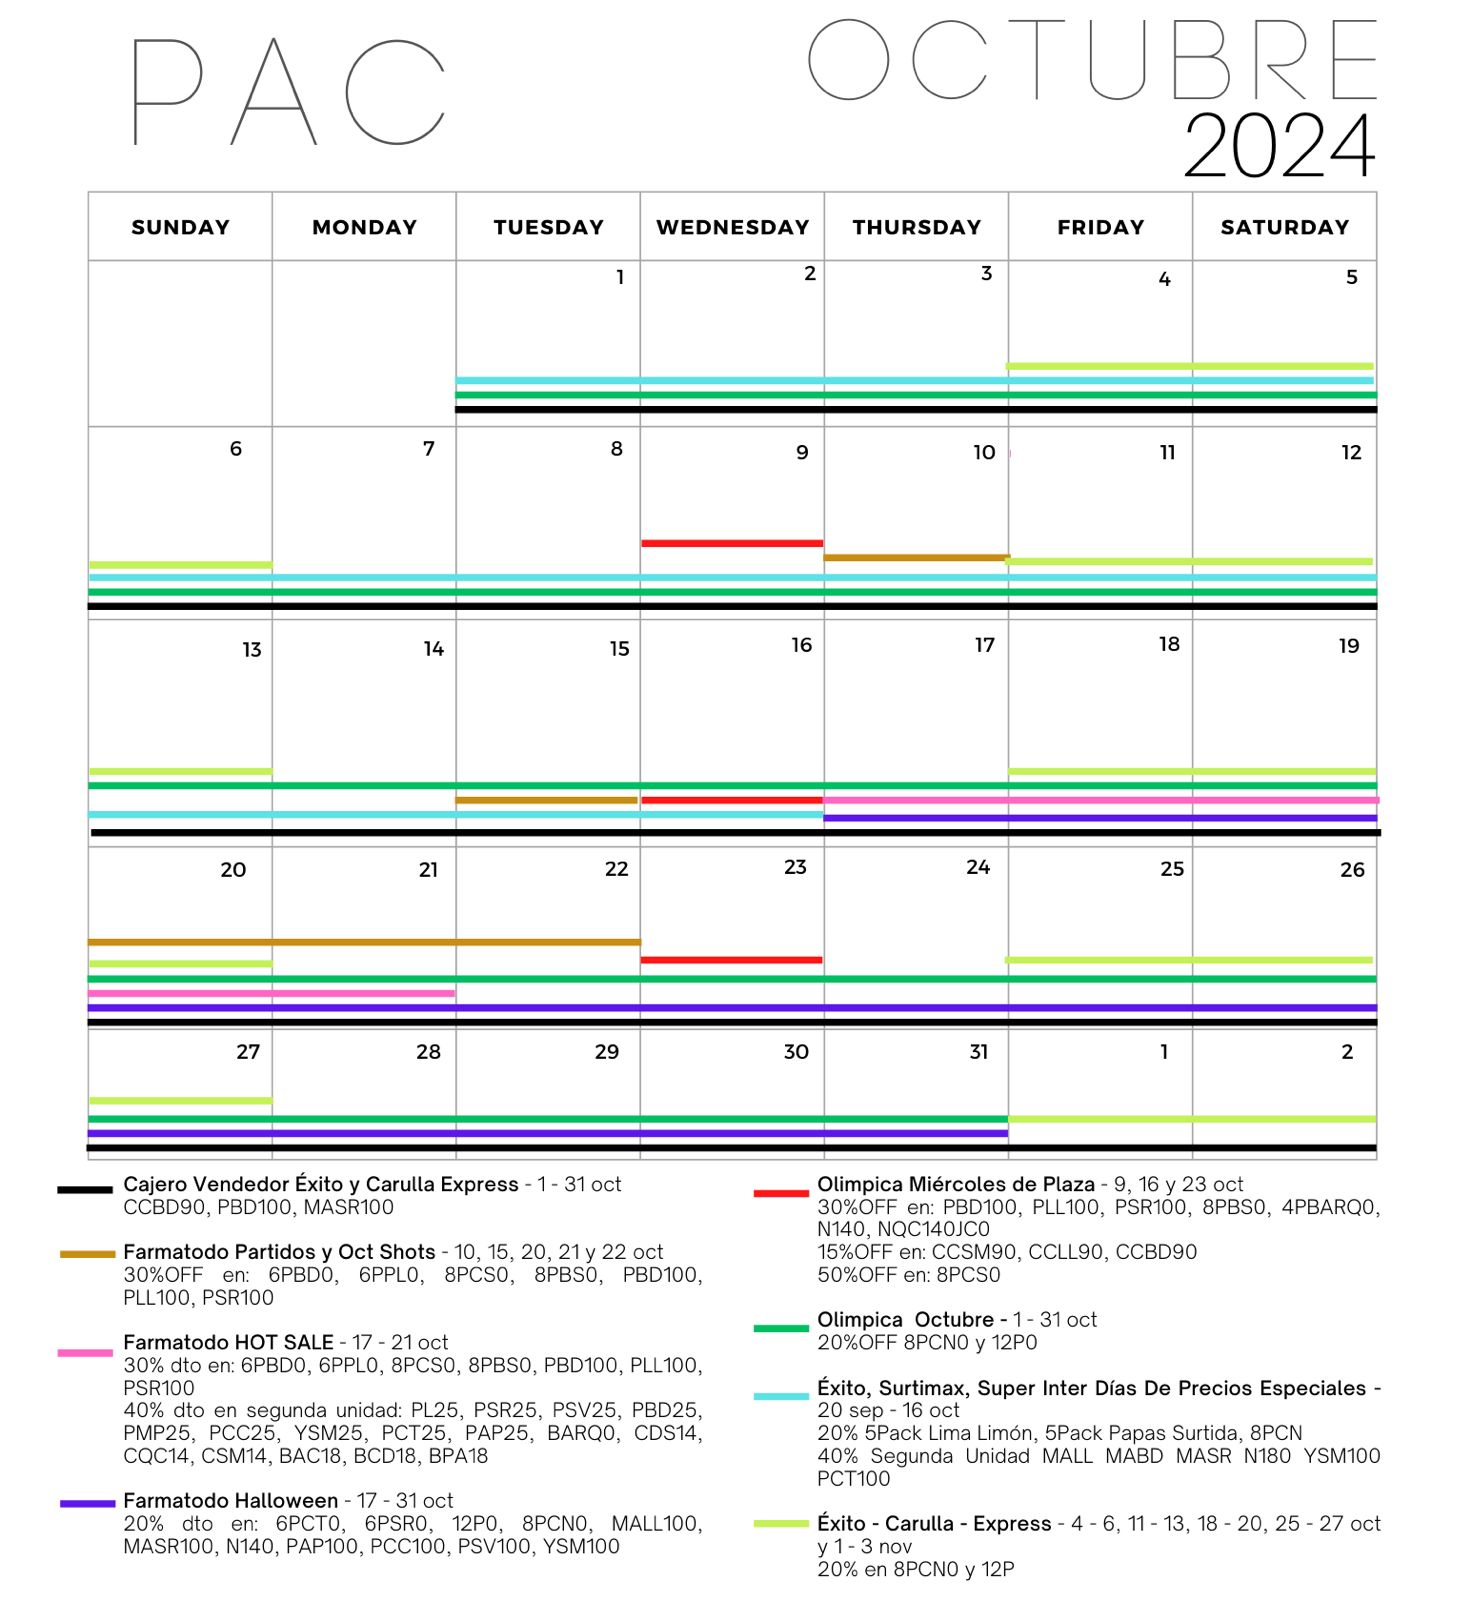 PAC
OCTUBRE
2024
SUNDAY MONDAY TUESDAY WEDNESDAY THURSDAY FRIDAY SATURDAY
1 2 3 4 5
6 7 8 9 10 11 12
13 14 15 16 17 18 19
20 21 22 23 24 25 26
27 28 29 30 31 1 2
Cajero Vendedor Éxito y Carulla Express - 1 - 31 oct
CCBD90, PBD100, MASR100
Farmatodo Partidos y Oct Shots - 10, 15, 20, 21 y 22 oct
30%OFF en: 6PBD0, 6PPL0, 8PCS0, 8PBS0, PBD100,
PLL100, PSR100
Farmatodo HOT SALE - 17 - 21 oct
30% dto en: 6PBD0, 6PPL0, 8PCS0, 8PBS0, PBD100, PLL100,
PSR100
40% dto en segunda unidad: PL25, PSR25, PSV25, PBD25,
PMP25, PCC25, YSM25, PCT25, PAP25, BARQ0, CDS14,
CQC14, CSM14, BAC18, BCD18, BPA18
Farmatodo Halloween - 17 - 31 oct
20% dto en: 6PCT0, 6PSR0, 12P0, 8PCN0, MALL100,
MASR100, N140, PAP100, PCC100, PSV100, YSM100
Olimpica Miércoles de Plaza - 9, 16 y 23 oct
30%OFF en: PBD100, PLL100, PSR100, 8PBS0, 4PBARQ0,
N140, NQC140JC0
15%OFF en: CCSM90, CCLL90, CCBD90
50%OFF en: 8PCS0
Olimpica Octubre - 1 - 31 oct
20%OFF 8PCN0 y 12P0
Éxito, Surtimax, Super Inter Días De Precios Especiales -
20 sep - 16 oct
20% 5Pack Lima Limón, 5Pack Papas Surtida, 8PCN
40% Segunda Unidad MALL MABD MASR N180 YSM100
PCT100
Éxito - Carulla - Express - 4 - 6, 11 - 13, 18 - 20, 25 - 27 oct
y 1 - 3 nov
20% en 8PCN0 y 12P